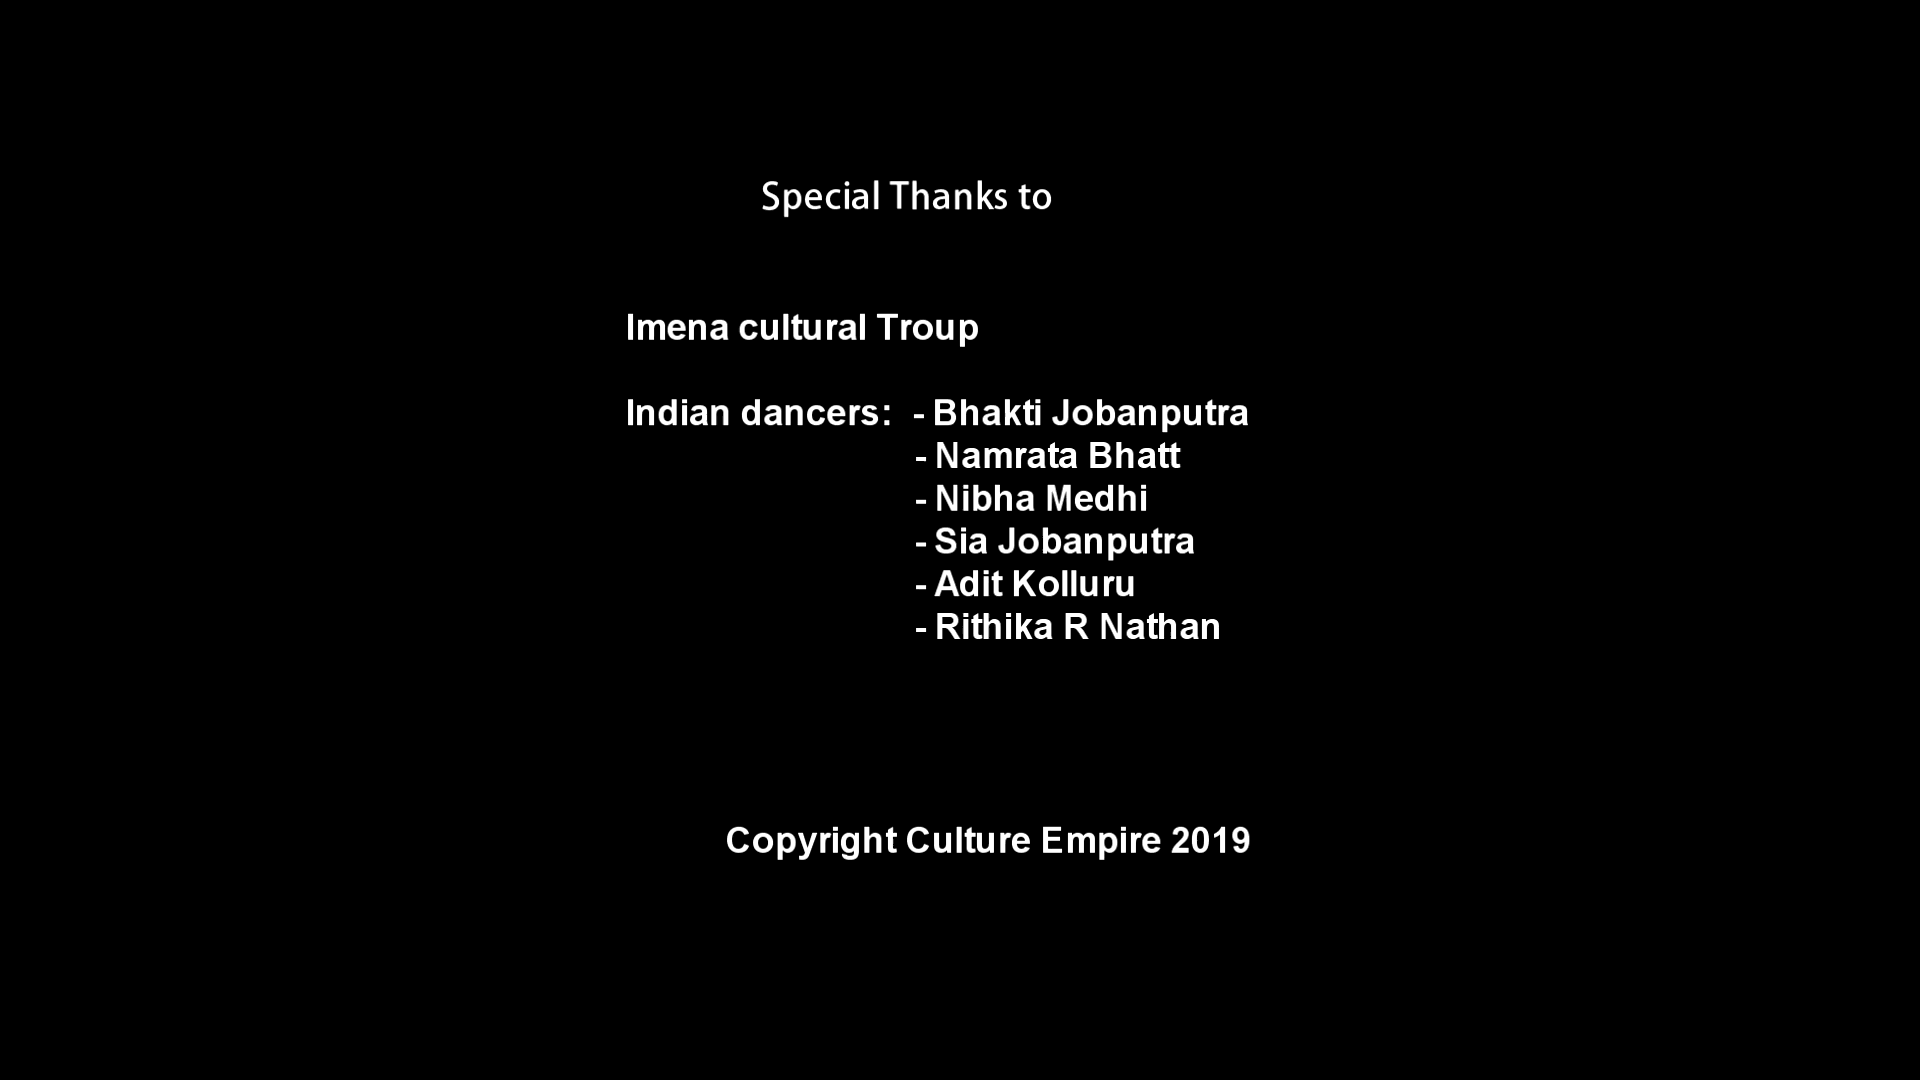 Special Thanks to
Imena cultural Troup
Indian dancers: - Bhakti Jobanputra
- Namrata Bhatt
- Nibha Medhi
- Sia Jobanputra
- Adit Kolluru
- Rithika R Nathan
Copyright Culture Empire 2019